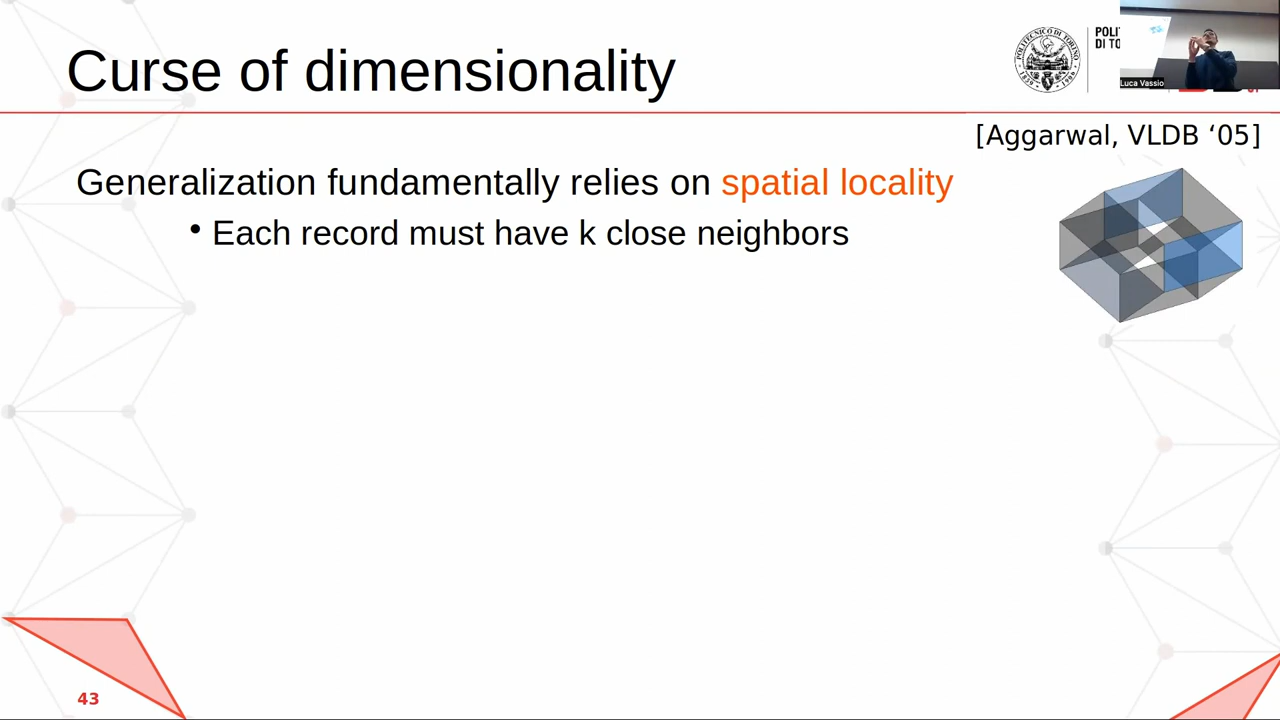 Curse of dimensionality
POLI
DI TO
Luca Vassio
[Aggarwal, VLDB ‘05]
Generalization fundamentally relies on spatial locality
• Each record must have k close neighbors
43